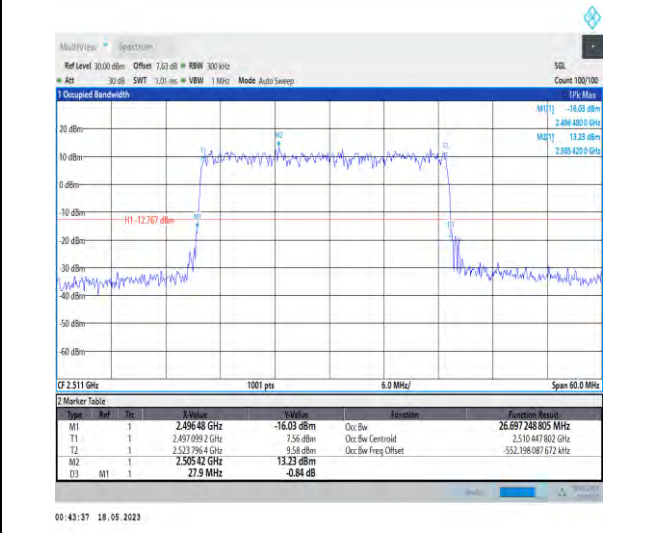 MultiView Spectrum
Ref Level 30.00 dBm Offset 7.63 dB RBW 300 kHz SGL
Att 30 dB SWT 1.01 ms VBW 1 MHz Mode Auto Sweep Count 100/100
1 Occupied Bandwidth 1Pk Max
M1[1] -16.03 dBm
2.496 480 0 GHz
M2[1] 13.23 dBm
2.505 420 0 GHz
20 dBm
M2
T1
T2
10 dBm
0 dBm
-10 dBm
H1 -12.767 dBm
M1
D3
-20 dBm
-30 dBm
-40 dBm
-50 dBm
-60 dBm
CF 2.511 GHz 1001 pts 6.0 MHz/ Span 60.0 MHz
2 Marker Table
Type Ref Trc X-Value Y-Value Function Function Result
M1 1 2.496 48 GHz -16.03 dBm Occ Bw 26.697 248 805 MHz
T1 1 2.497 099 2 GHz 7.56 dBm Occ Bw Centroid 2.510 447 802 GHz
T2 1 2.523 796 4 GHz 9.58 dBm Occ Bw Freq Offset -552.198 087 672 kHz
M2 1 2.505 42 GHz 13.23 dBm
D3 M1 1 27.9 MHz -0.84 dB
00:43:37 18.05.2023